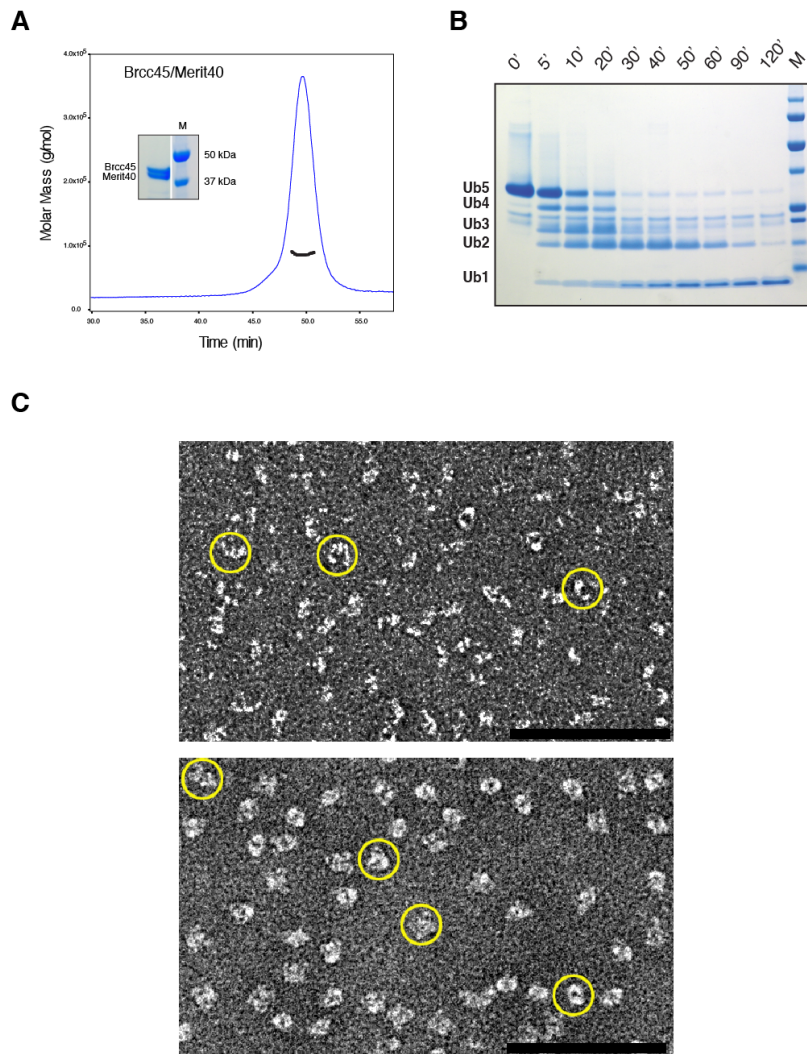 A
Brcc45/Merit40
4.0x10⁵
3.0x10⁵
2.0x10⁵
1.0x10⁵
0.0
Molar Mass (g/mol)
M
50 kDa
37 kDa
Brcc45
Merit40
30.0 35.0 40.0 45.0 50.0 55.0
Time (min)
B
0' 5' 10' 20' 30' 40' 50' 60' 90' 120' M
Ub5
Ub4
Ub3
Ub2
Ub1
C